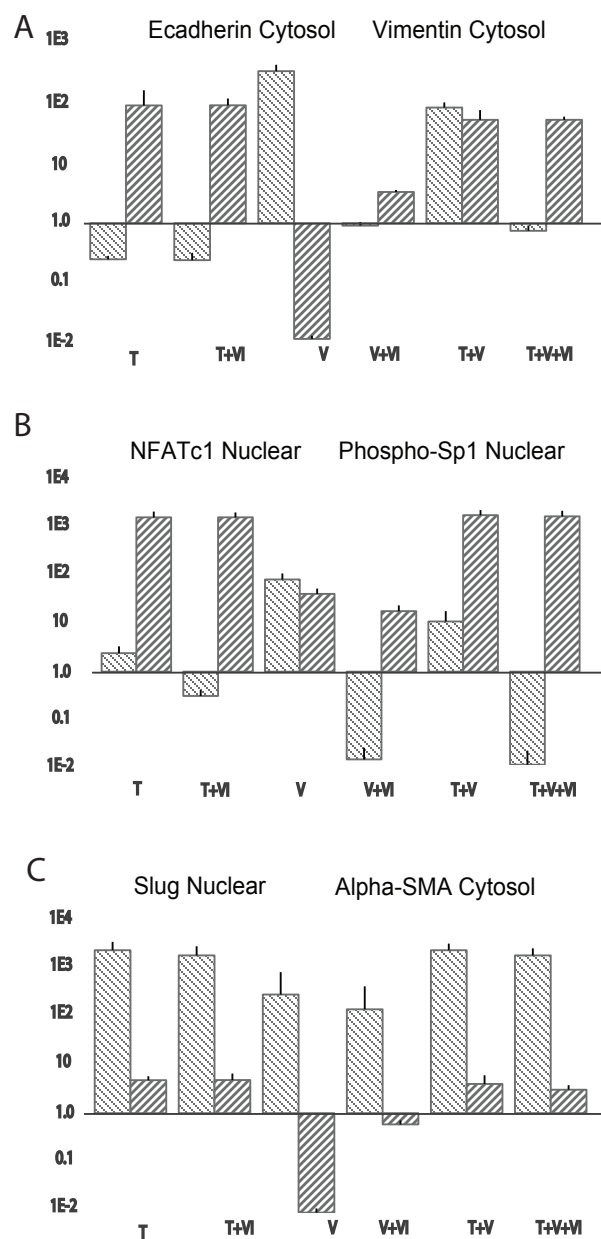 A
Ecadherin Cytosol Vimentin Cytosol
1E3
1E2
10
1.0
0.1
1E-2
T T+VI V V+VI T+V T+V+VI
B
NFATc1 Nuclear Phospho-Sp1 Nuclear
1E4
1E3
1E2
10
1.0
0.1
1E-2
T T+VI V V+VI T+V T+V+VI
C
Slug Nuclear Alpha-SMA Cytosol
1E4
1E3
1E2
10
1.0
0.1
1E-2
T T+VI V V+VI T+V T+V+VI